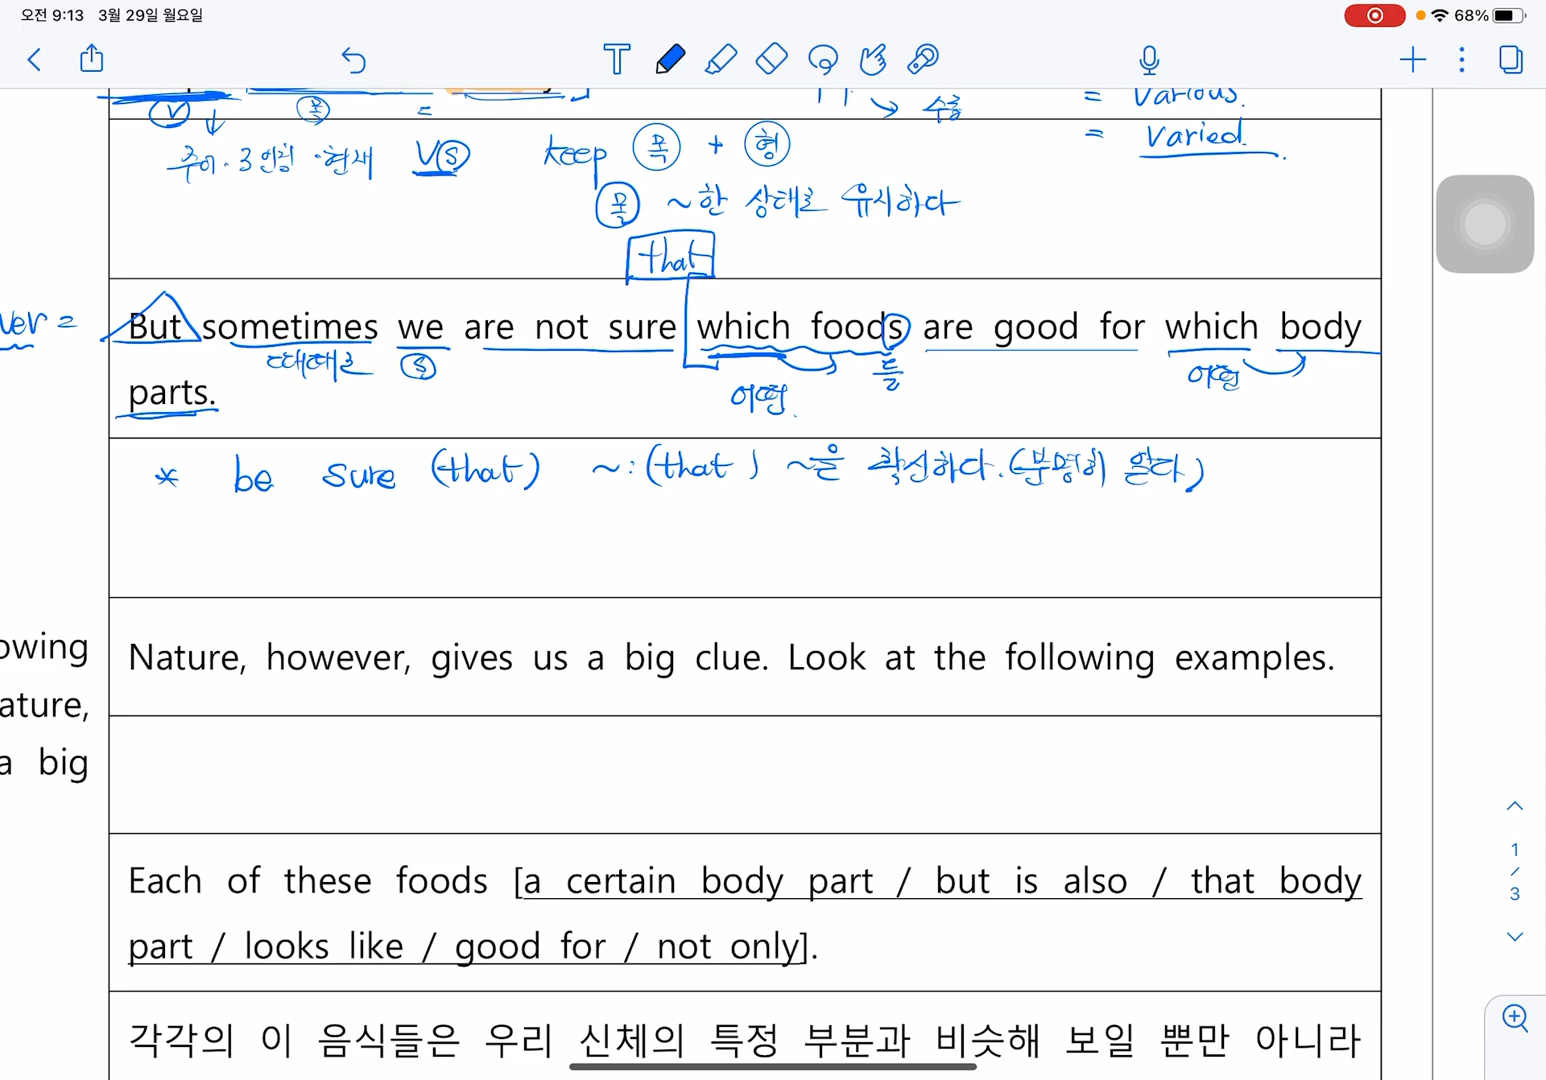 오전 9:13 3월 29일 월요일
68%
= various.
v 목 = ↓ → 수동
= varied.
주어·3인칭·현재 V(s) keep 목 + 형
목 ~한 상태로 유지하다
that
ver =
But sometimes we are not sure which foods are good for which body
때때로 s 들 어떤
parts.
어떤.
* be sure (that) ~: (that) ~을 확신하다. (분명히 알다)
owing
Nature, however, gives us a big clue. Look at the following examples.
ature,
a big
1
/
3
Each of these foods [a certain body part / but is also / that body
part / looks like / good for / not only].
각각의 이 음식들은 우리 신체의 특정 부분과 비슷해 보일 뿐만 아니라